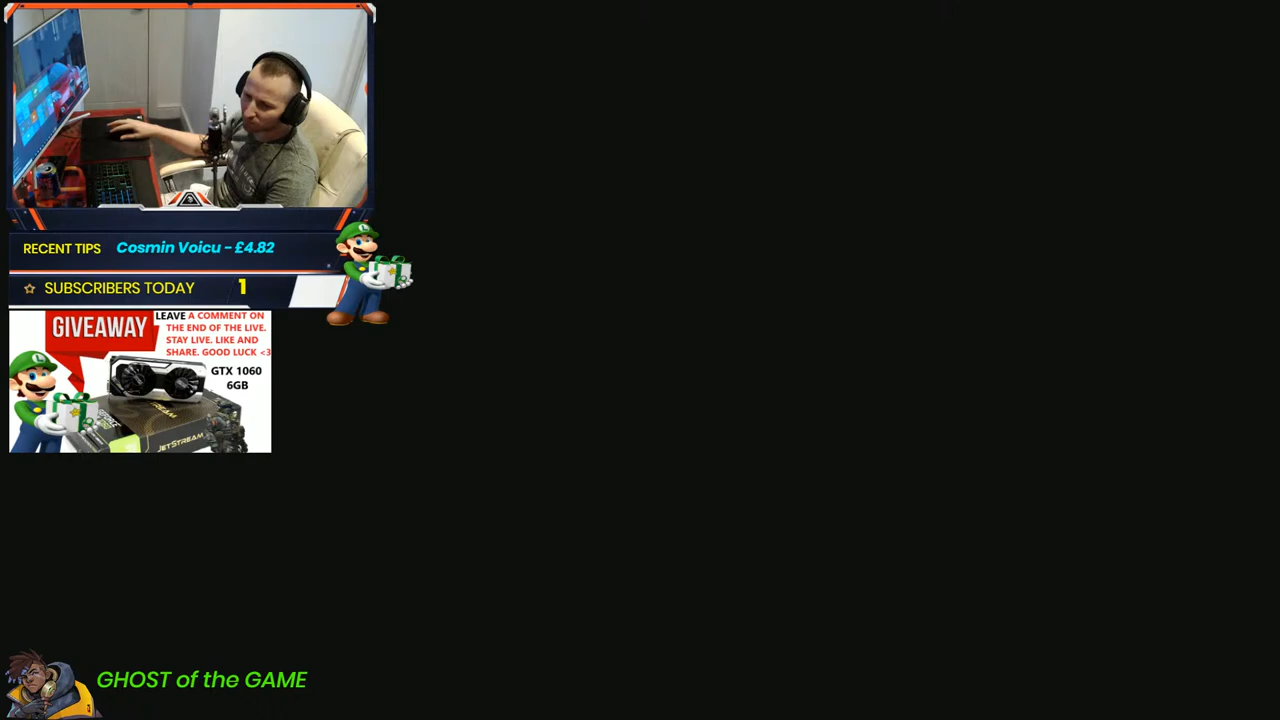 RECENT TIPS Cosmin Voicu - £4.82
SUBSCRIBERS TODAY 1
GIVEAWAY
LEAVE A COMMENT ON
THE END OF THE LIVE.
STAY LIVE. LIKE AND
SHARE. GOOD LUCK <3
GTX 1060
6GB
JETSTREAM
GHOST of the GAME